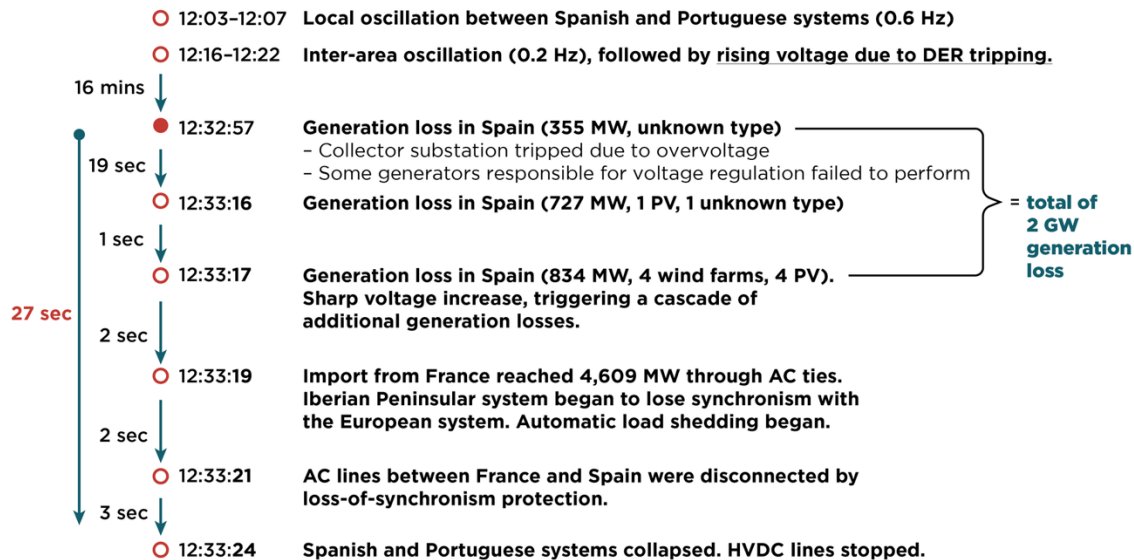 12:03–12:07 Local oscillation between Spanish and Portuguese systems (0.6 Hz)
12:16–12:22 Inter-area oscillation (0.2 Hz), followed by rising voltage due to DER tripping.
16 mins
12:32:57 Generation loss in Spain (355 MW, unknown type)
– Collector substation tripped due to overvoltage
– Some generators responsible for voltage regulation failed to perform
19 sec
12:33:16 Generation loss in Spain (727 MW, 1 PV, 1 unknown type)
= total of
2 GW
generation
loss
1 sec
12:33:17 Generation loss in Spain (834 MW, 4 wind farms, 4 PV).
Sharp voltage increase, triggering a cascade of
additional generation losses.
27 sec
2 sec
12:33:19 Import from France reached 4,609 MW through AC ties.
Iberian Peninsular system began to lose synchronism with
the European system. Automatic load shedding began.
2 sec
12:33:21 AC lines between France and Spain were disconnected by
loss-of-synchronism protection.
3 sec
12:33:24 Spanish and Portuguese systems collapsed. HVDC lines stopped.